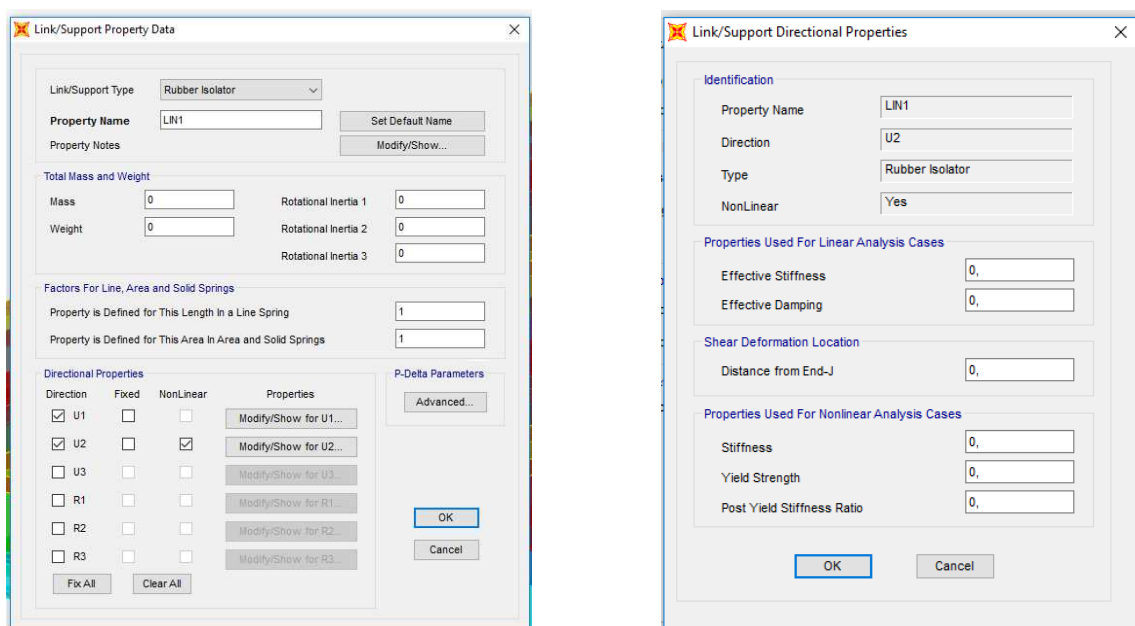 Link/Support Property Data
Link/Support Type Rubber Isolator
Property Name LIN1 Set Default Name
Property Notes Modify/Show...
Total Mass and Weight
Mass 0 Rotational Inertia 1 0
Weight 0 Rotational Inertia 2 0
Rotational Inertia 3 0
Factors For Line, Area and Solid Springs
Property is Defined for This Length In a Line Spring 1
Property is Defined for This Area In Area and Solid Springs 1
Directional Properties
Direction Fixed NonLinear Properties
U1 Modify/Show for U1...
U2 Modify/Show for U2...
U3 Modify/Show for U3...
R1 Modify/Show for R1...
R2 Modify/Show for R2...
R3 Modify/Show for R3...
Fix All Clear All
P-Delta Parameters
Advanced...
OK
Cancel
Link/Support Directional Properties
Identification
Property Name LIN1
Direction U2
Type Rubber Isolator
NonLinear Yes
Properties Used For Linear Analysis Cases
Effective Stiffness 0,
Effective Damping 0,
Shear Deformation Location
Distance from End-J 0,
Properties Used For Nonlinear Analysis Cases
Stiffness 0,
Yield Strength 0,
Post Yield Stiffness Ratio 0,
OK Cancel